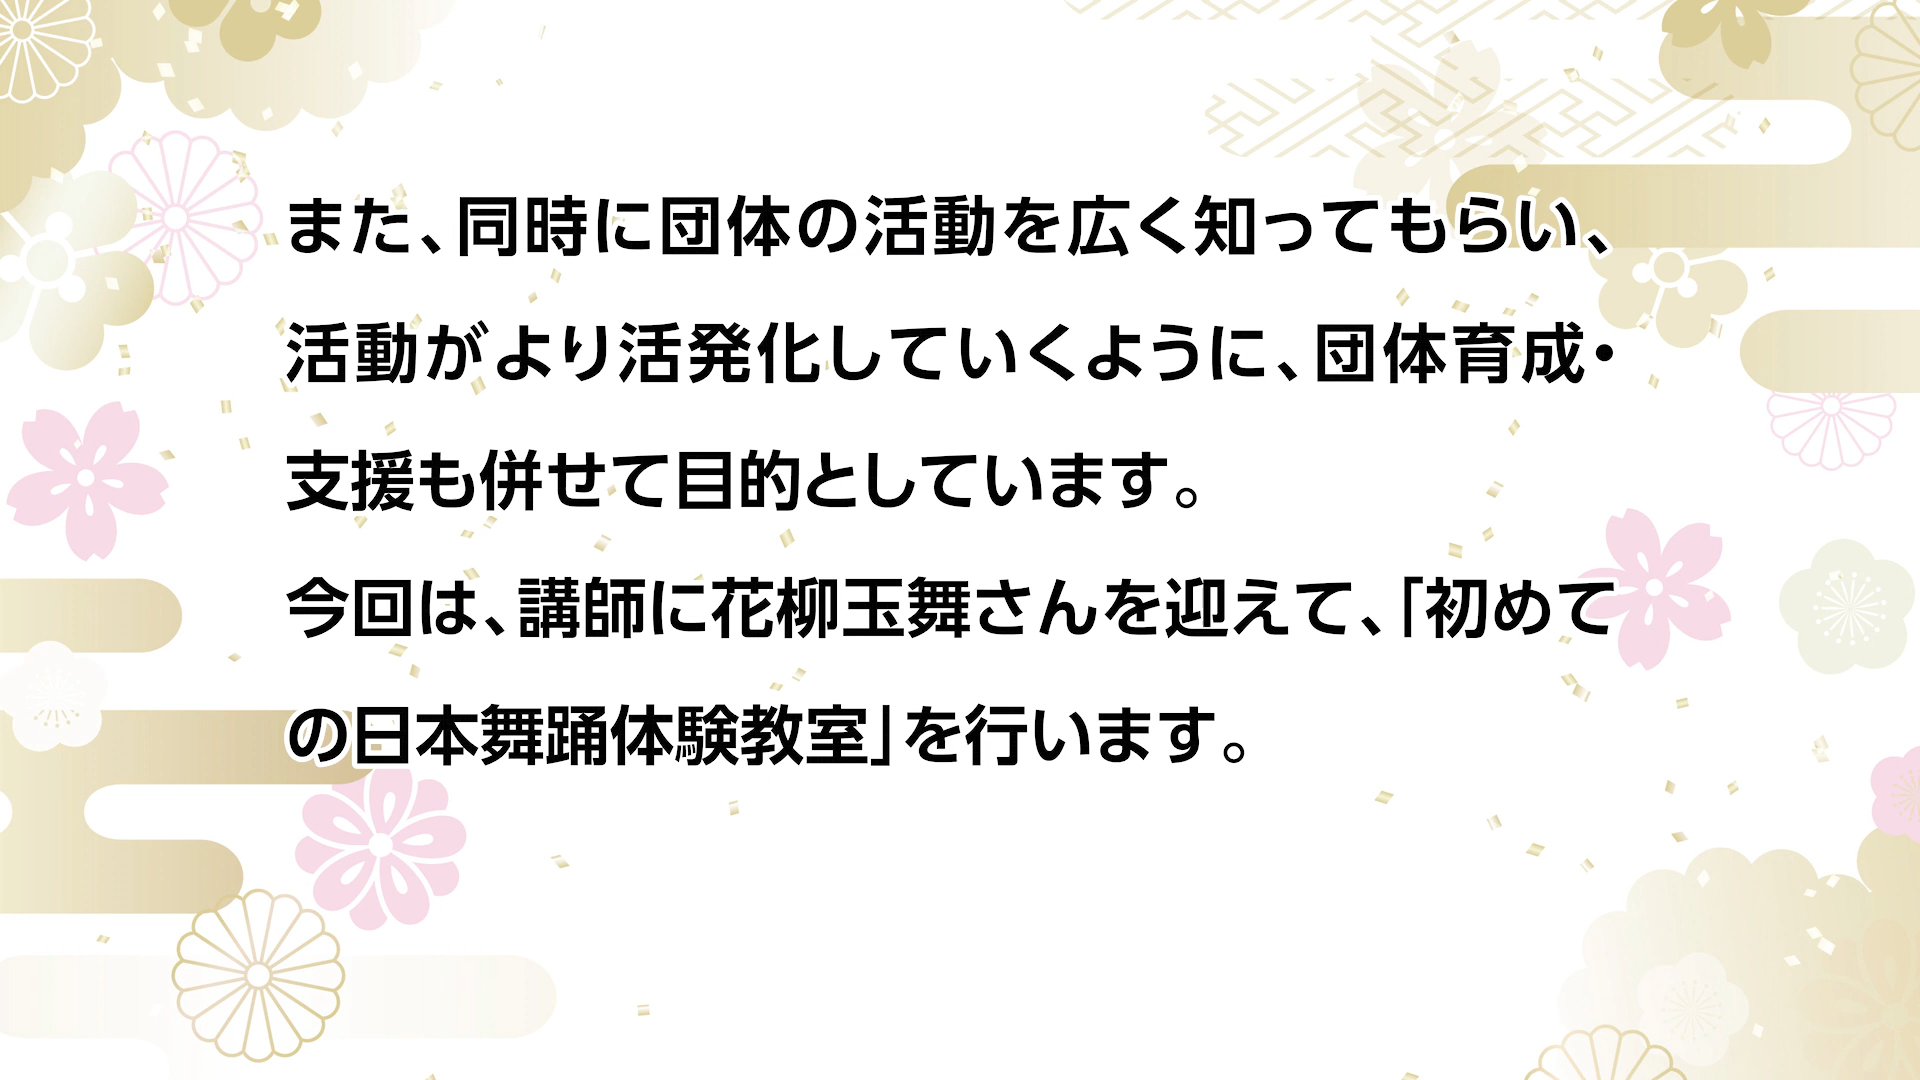 また、同時に団体の活動を広く知ってもらい、
活動がより活発化していくように、団体育成・
支援も併せて目的としています。
今回は、講師に花柳玉舞さんを迎えて、「初めて
の日本舞踊体験教室」を行います。